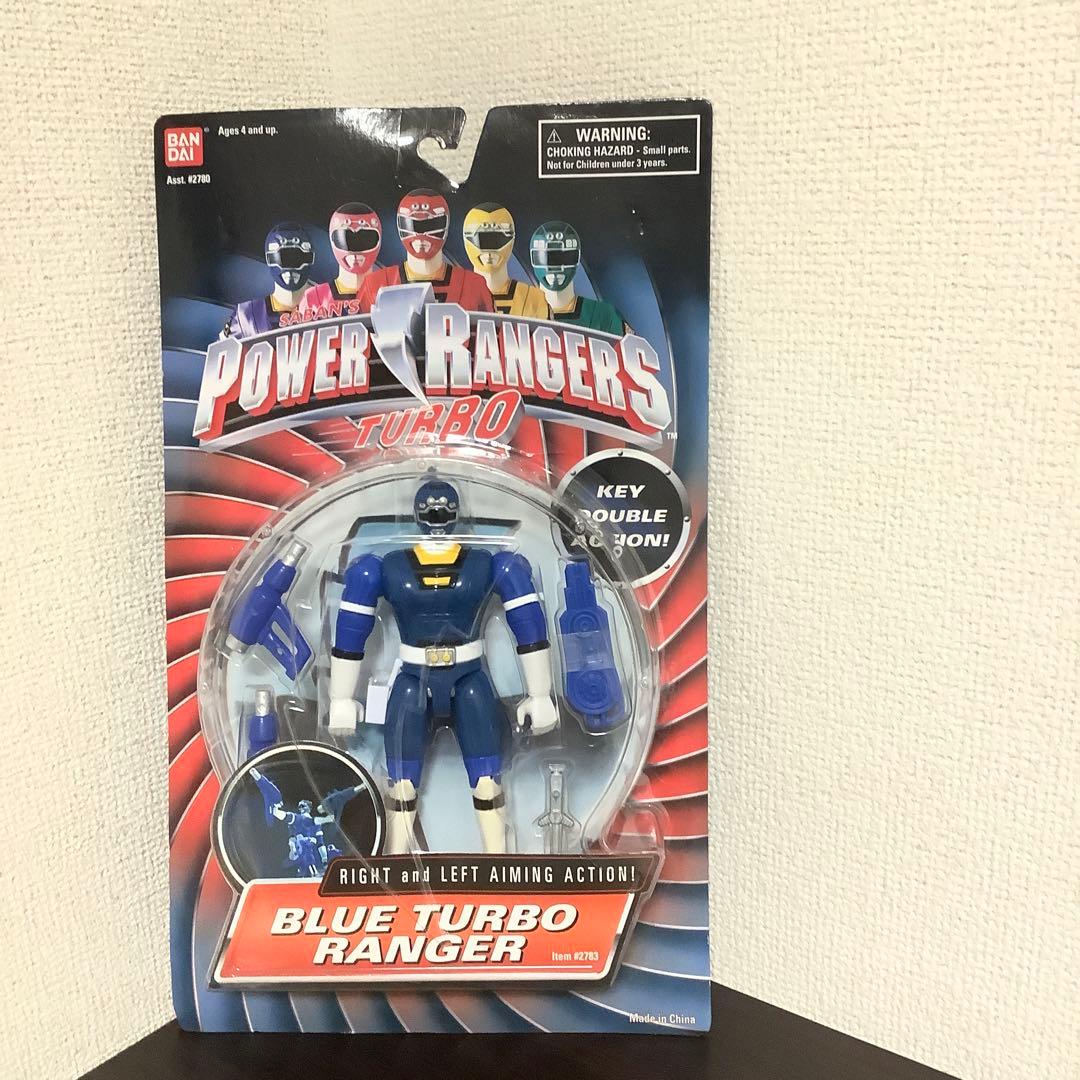 BAN
DAI
Ages 4 and up.
Asst. #2780
⚠ WARNING:
CHOKING HAZARD - Small parts.
Not for Children under 3 years.
SABAN'S
POWER RANGERS
TURBO
TM
KEY
DOUBLE
ACTION!
RIGHT and LEFT AIMING ACTION!
BLUE TURBO
RANGER
Item #2783
Made in China